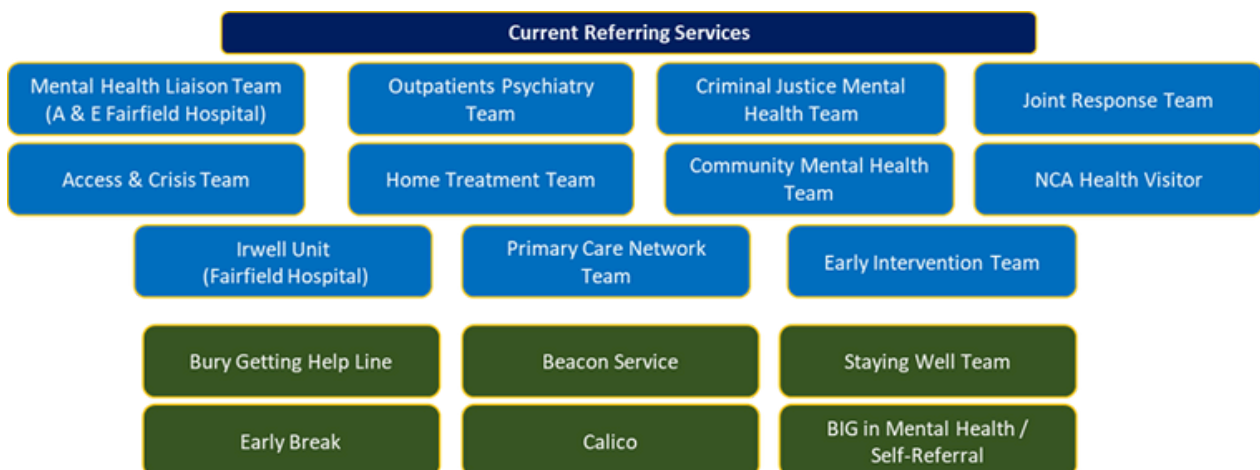 Current Referring Services
Mental Health Liaison Team
(A & E Fairfield Hospital)
Outpatients Psychiatry
Team
Criminal Justice Mental
Health Team
Joint Response Team
Access & Crisis Team
Home Treatment Team
Community Mental Health
Team
NCA Health Visitor
Irwell Unit
(Fairfield Hospital)
Primary Care Network
Team
Early Intervention Team
Bury Getting Help Line
Beacon Service
Staying Well Team
Early Break
Calico
BIG in Mental Health /
Self-Referral